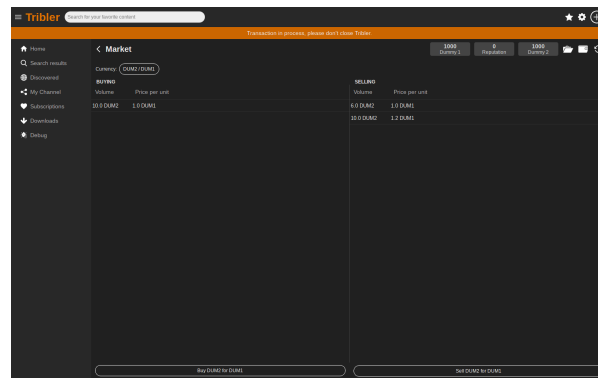 Tribler Search for your favorite content
Transaction in process, please don't close Tribler
Home
Search results
Discovered
My Channel
Subscriptions
Downloads
Debug
Market
1000
Dummy 1
0
Reputation
1000
Dummy 2
Currency: DUM2 / DUM1
BUYING
Volume Price per unit
10.0 DUM2 1.0 DUM1
SELLING
Volume Price per unit
6.0 DUM2 1.0 DUM1
10.0 DUM2 1.2 DUM1
Buy DUM2 for DUM1
Sell DUM2 for DUM1